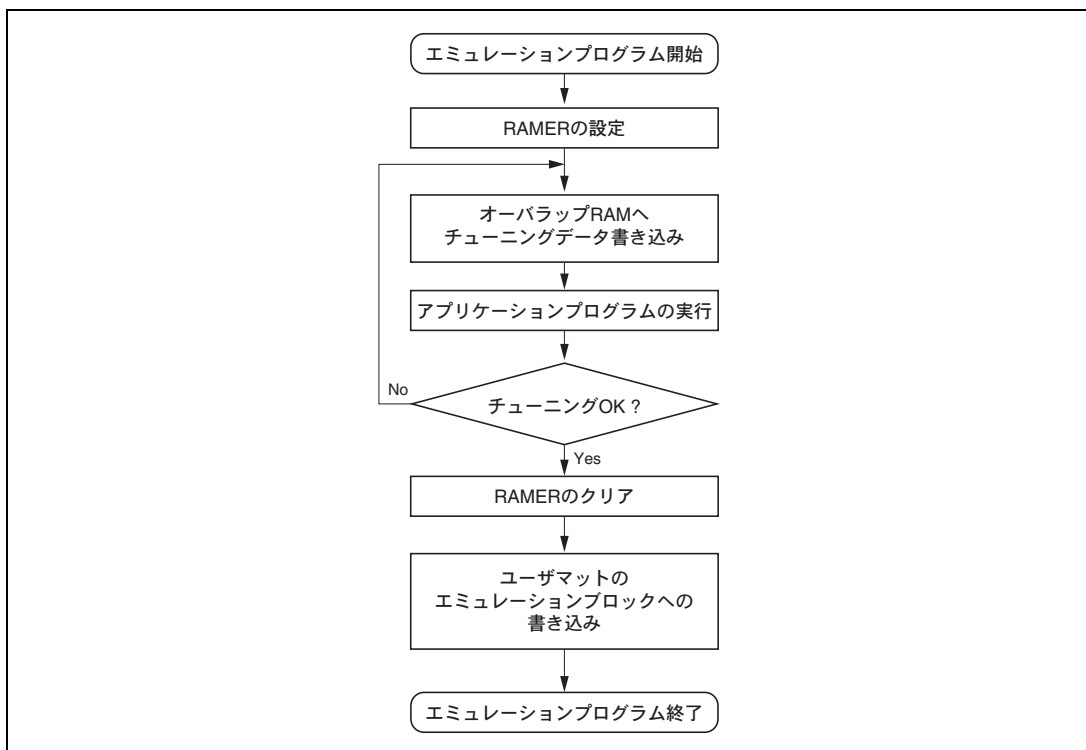 エミュレーションプログラム開始
RAMERの設定
オーバラップRAMへ
チューニングデータ書き込み
アプリケーションプログラムの実行
チューニングOK？
No
Yes
RAMERのクリア
ユーザマットの
エミュレーションブロックへの
書き込み
エミュレーションプログラム終了